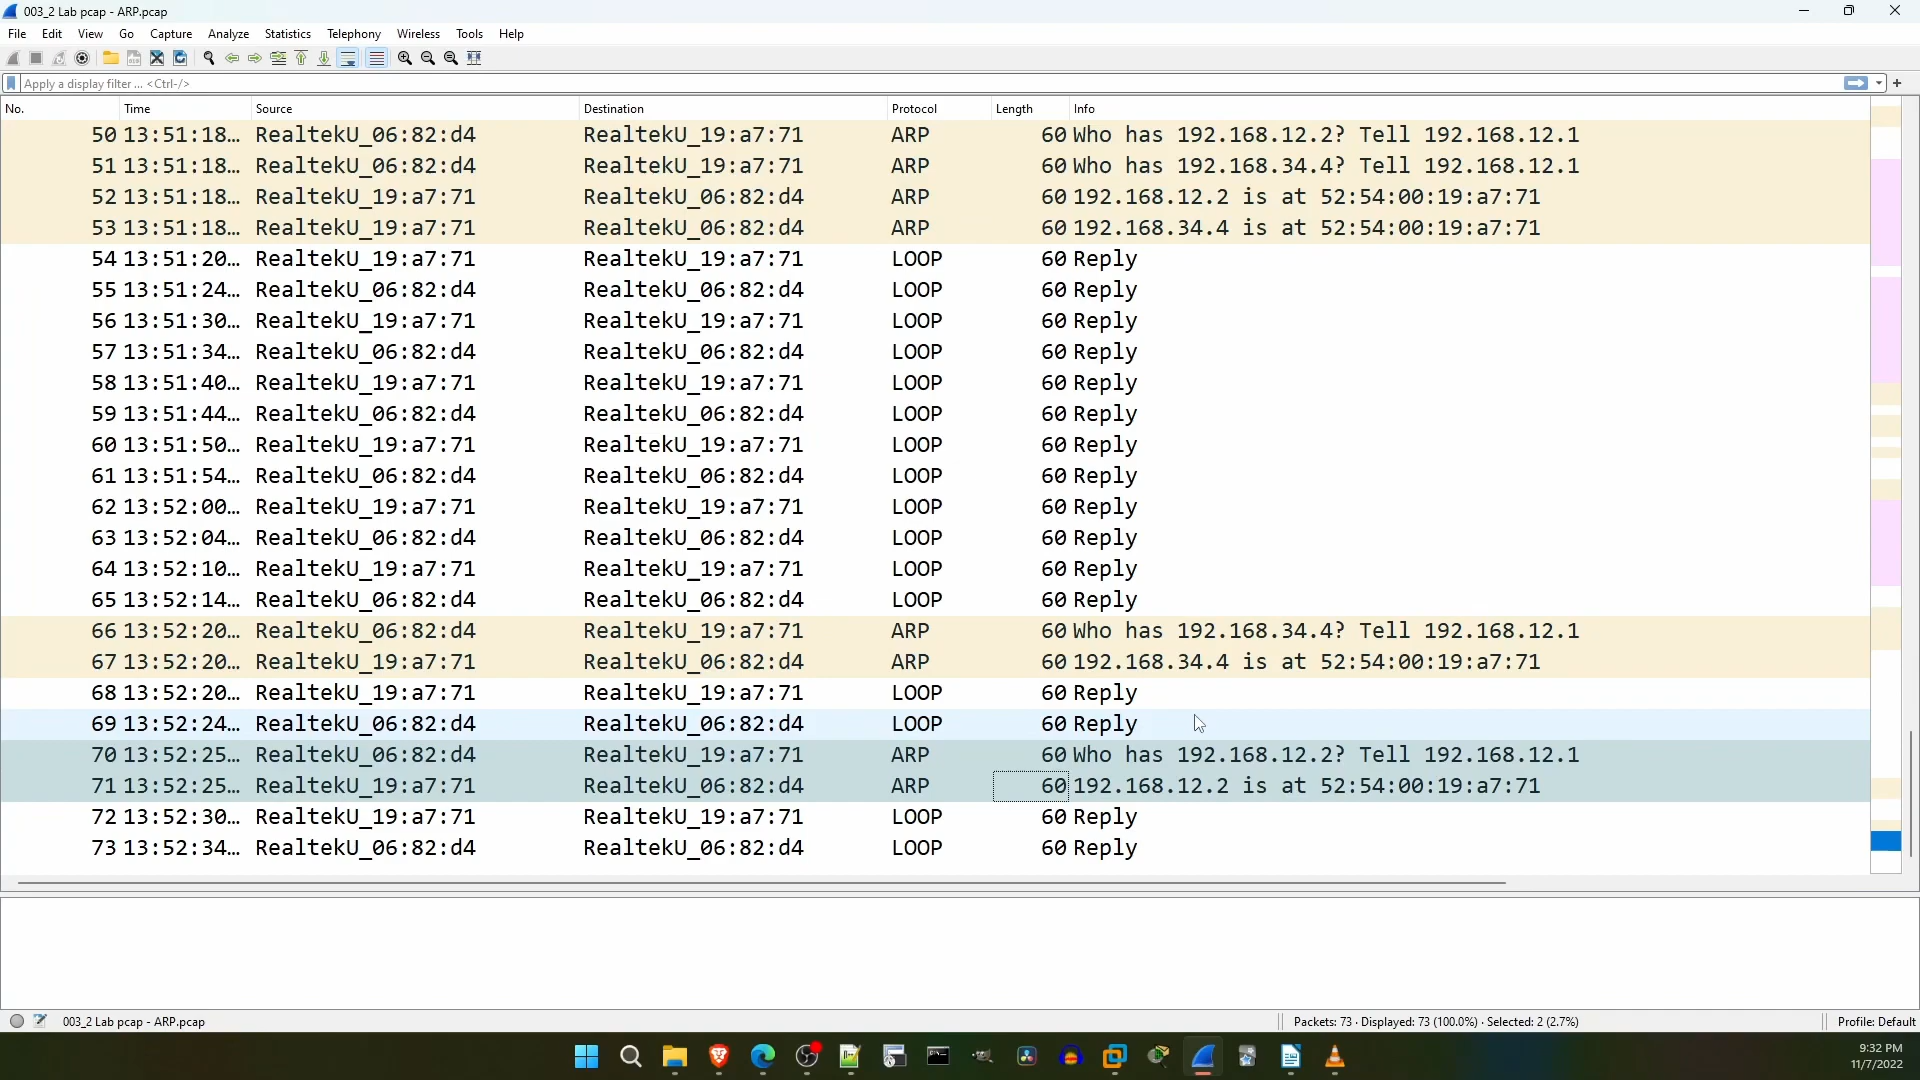 003_2 Lab pcap - ARP.pcap
File Edit View Go Capture Analyze Statistics Telephony Wireless Tools Help
Apply a display filter ... <Ctrl-/>
No. Time Source Destination Protocol Length Info
50 13:51:18… RealtekU_06:82:d4 RealtekU_19:a7:71 ARP 60 Who has 192.168.12.2? Tell 192.168.12.1
51 13:51:18… RealtekU_06:82:d4 RealtekU_19:a7:71 ARP 60 Who has 192.168.34.4? Tell 192.168.12.1
52 13:51:18… RealtekU_19:a7:71 RealtekU_06:82:d4 ARP 60 192.168.12.2 is at 52:54:00:19:a7:71
53 13:51:18… RealtekU_19:a7:71 RealtekU_06:82:d4 ARP 60 192.168.34.4 is at 52:54:00:19:a7:71
54 13:51:20… RealtekU_19:a7:71 RealtekU_19:a7:71 LOOP 60 Reply
55 13:51:24… RealtekU_06:82:d4 RealtekU_06:82:d4 LOOP 60 Reply
56 13:51:30… RealtekU_19:a7:71 RealtekU_19:a7:71 LOOP 60 Reply
57 13:51:34… RealtekU_06:82:d4 RealtekU_06:82:d4 LOOP 60 Reply
58 13:51:40… RealtekU_19:a7:71 RealtekU_19:a7:71 LOOP 60 Reply
59 13:51:44… RealtekU_06:82:d4 RealtekU_06:82:d4 LOOP 60 Reply
60 13:51:50… RealtekU_19:a7:71 RealtekU_19:a7:71 LOOP 60 Reply
61 13:51:54… RealtekU_06:82:d4 RealtekU_06:82:d4 LOOP 60 Reply
62 13:52:00… RealtekU_19:a7:71 RealtekU_19:a7:71 LOOP 60 Reply
63 13:52:04… RealtekU_06:82:d4 RealtekU_06:82:d4 LOOP 60 Reply
64 13:52:10… RealtekU_19:a7:71 RealtekU_19:a7:71 LOOP 60 Reply
65 13:52:14… RealtekU_06:82:d4 RealtekU_06:82:d4 LOOP 60 Reply
66 13:52:20… RealtekU_06:82:d4 RealtekU_19:a7:71 ARP 60 Who has 192.168.34.4? Tell 192.168.12.1
67 13:52:20… RealtekU_19:a7:71 RealtekU_06:82:d4 ARP 60 192.168.34.4 is at 52:54:00:19:a7:71
68 13:52:20… RealtekU_19:a7:71 RealtekU_19:a7:71 LOOP 60 Reply
69 13:52:24… RealtekU_06:82:d4 RealtekU_06:82:d4 LOOP 60 Reply
70 13:52:25… RealtekU_06:82:d4 RealtekU_19:a7:71 ARP 60 Who has 192.168.12.2? Tell 192.168.12.1
71 13:52:25… RealtekU_19:a7:71 RealtekU_06:82:d4 ARP 60 192.168.12.2 is at 52:54:00:19:a7:71
72 13:52:30… RealtekU_19:a7:71 RealtekU_19:a7:71 LOOP 60 Reply
73 13:52:34… RealtekU_06:82:d4 RealtekU_06:82:d4 LOOP 60 Reply
003_2 Lab pcap - ARP.pcap Packets: 73 · Displayed: 73 (100.0%) · Selected: 2 (2.7%) Profile: Default
9:32 PM
11/7/2022